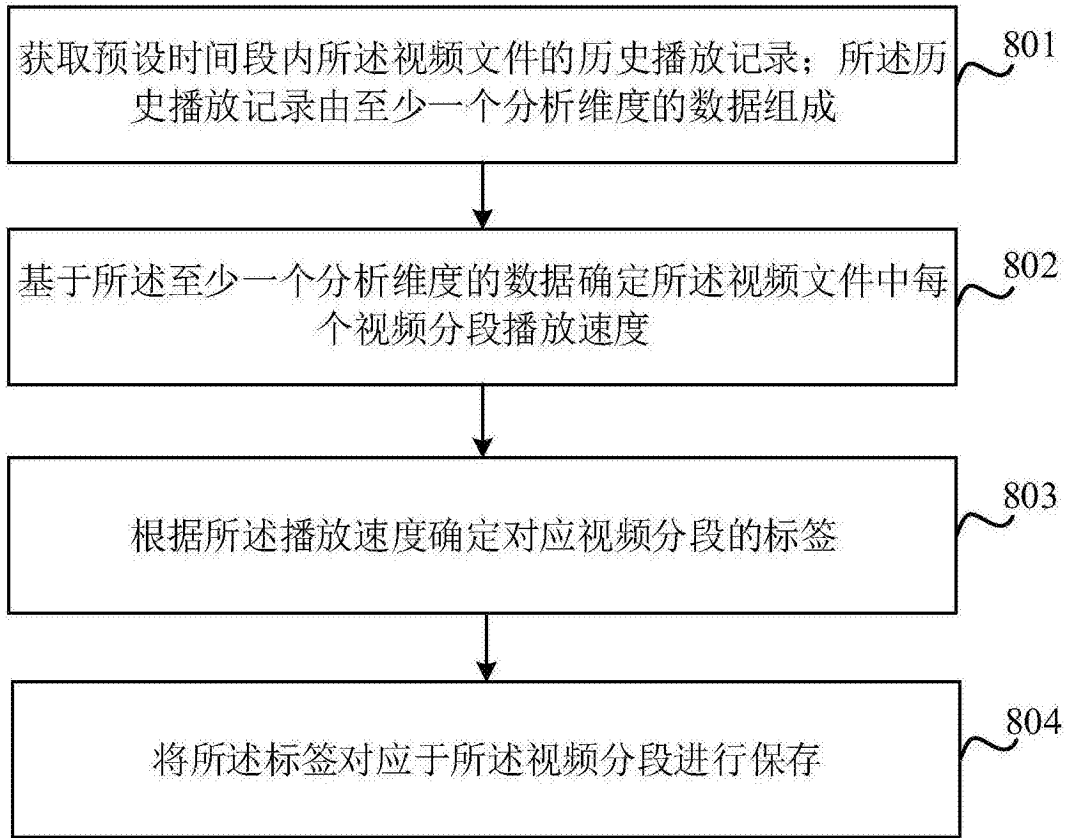 获取预设时间段内所述视频文件的历史播放记录；所述历
史播放记录由至少一个分析维度的数据组成
801
基于所述至少一个分析维度的数据确定所述视频文件中每
个视频分段播放速度
802
根据所述播放速度确定对应视频分段的标签
803
将所述标签对应于所述视频分段进行保存
804